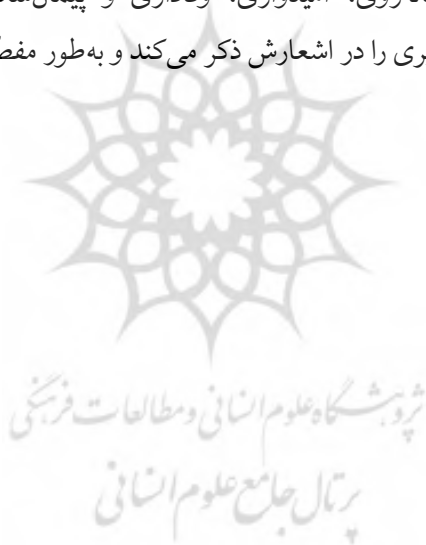 امیدواری، وفاداری و
ری را در اشعارش ذکر می‌کند و به‌طور
پژوهشگاه علوم انسانی و مطالعات فرهنگی
پرتال جامع علوم انسانی